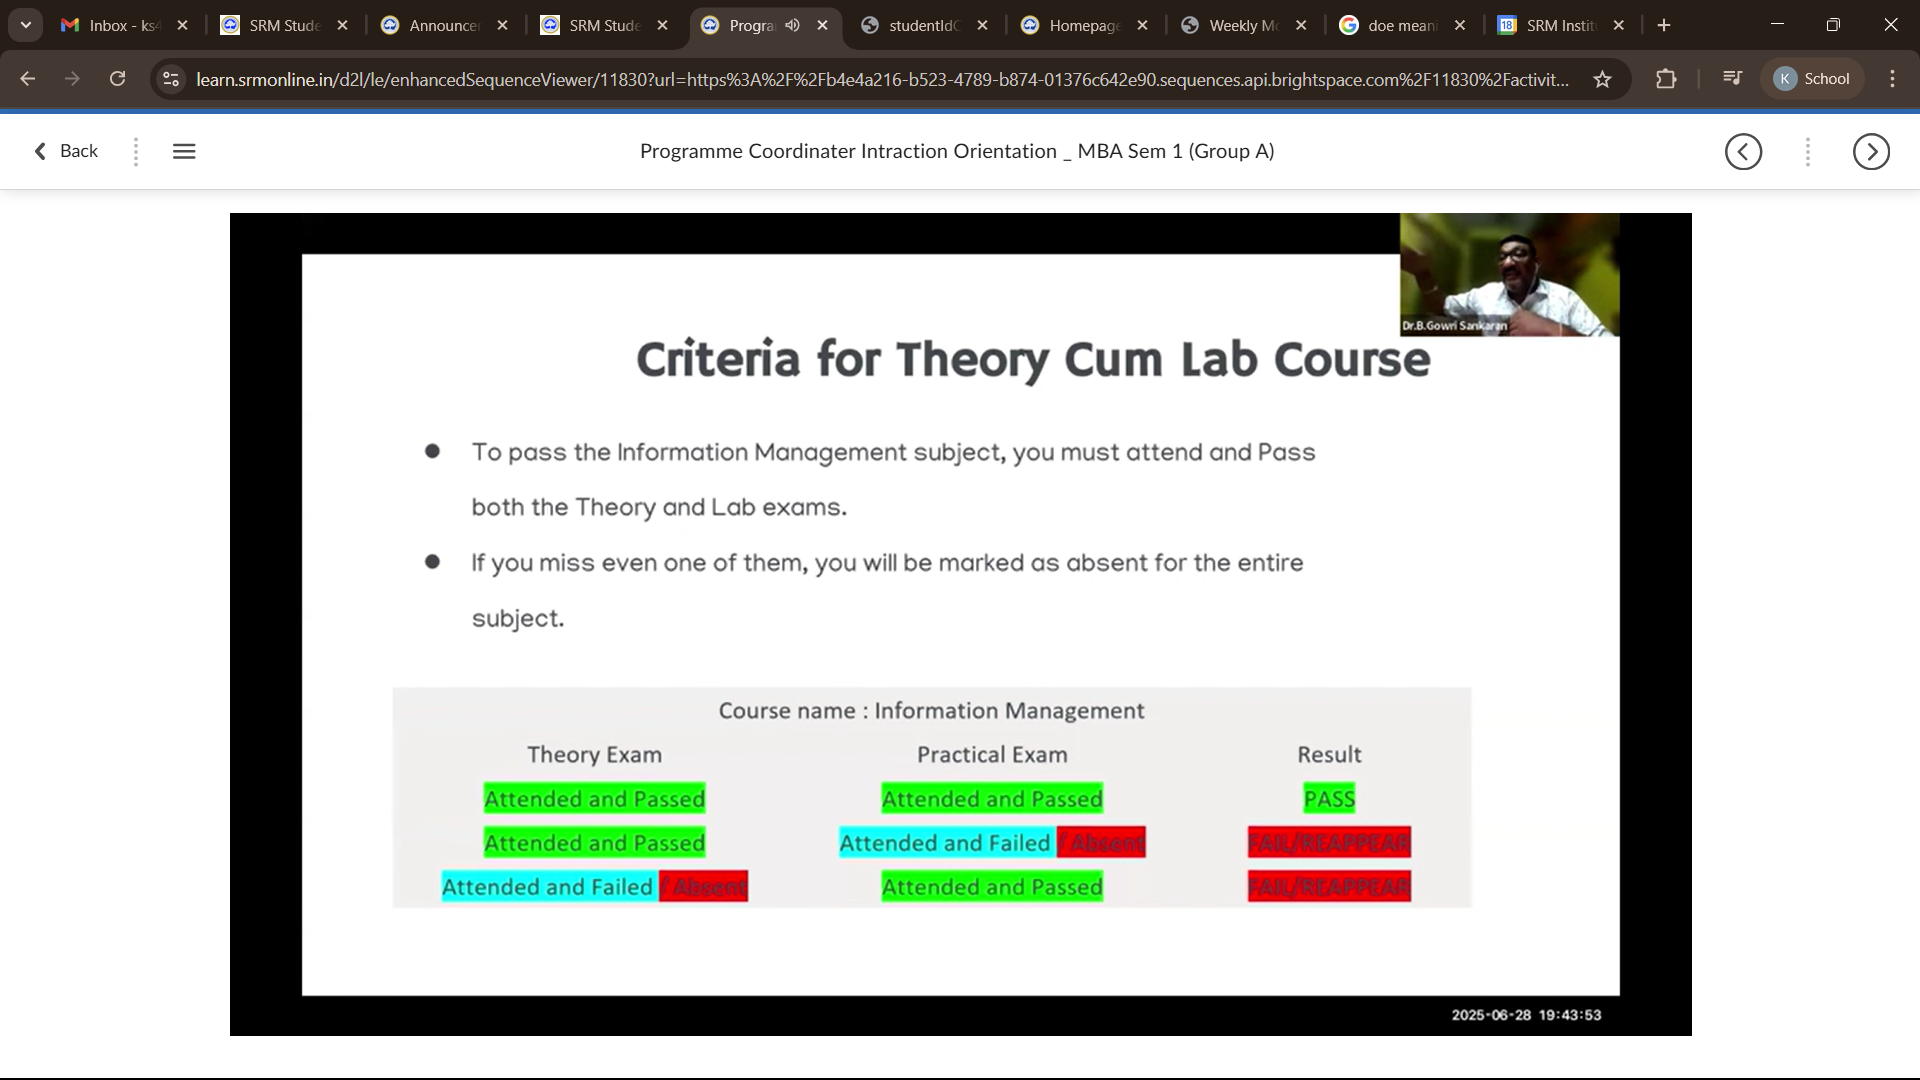 Inbox - ks4
SRM Stude
Announce
SRM Stude
Progra
studentIdC
Homepage
Weekly Mo
doe meani
18
SRM Instit
learn.srmonline.in/d2l/le/enhancedSequenceViewer/11830?url=https%3A%2F%2Fb4e4a216-b523-4789-b874-01376c642e90.sequences.api.brightspace.com%2F11830%2Factivit...
K School
Back
Programme Coordinater Intraction Orientation _ MBA Sem 1 (Group A)
Dr.B.Gowri Sankaran
Criteria for Theory Cum Lab Course
● To pass the Information Management subject, you must attend and Pass
both the Theory and Lab exams.
● If you miss even one of them, you will be marked as absent for the entire
subject.
Course name : Information Management
Theory Exam Practical Exam Result
Attended and Passed Attended and Passed PASS
Attended and Passed Attended and Failed / Absent FAIL/REAPPEAR
Attended and Failed / Absent Attended and Passed FAIL/REAPPEAR
2025-06-28 19:43:53